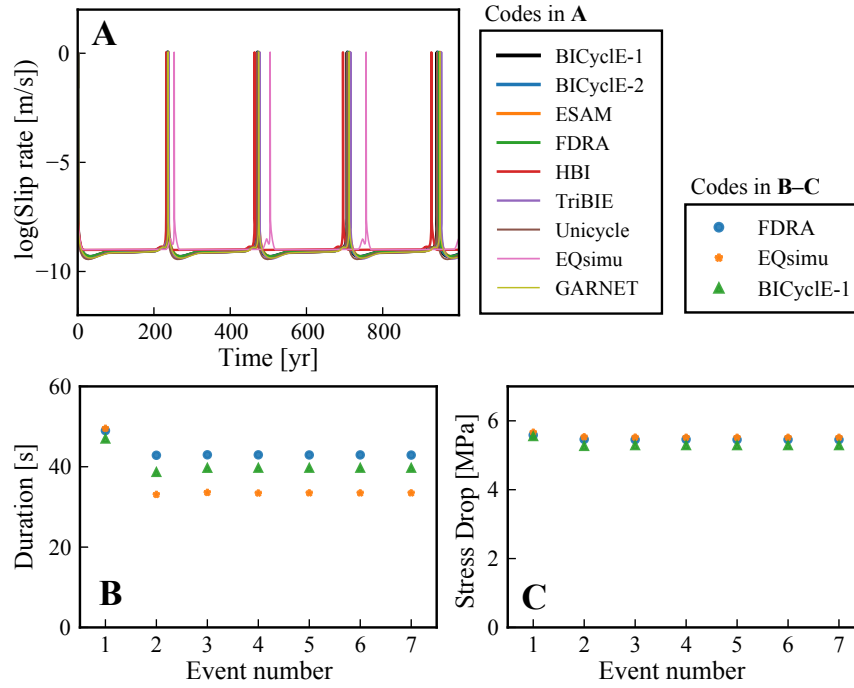 A
0
−5
−10
log(Slip rate [m/s])
200
400
600
800
Time [yr]
Codes in A
BICyclE-1
BICyclE-2
ESAM
FDRA
HBI
TriBIE
Unicycle
EQsimu
GARNET
Codes in B–C
FDRA
EQsimu
BICyclE-1
60
40
20
0
Duration [s]
B
1 2 3 4 5 6 7
Event number
6
4
2
0
Stress Drop [MPa]
C
1 2 3 4 5 6 7
Event number